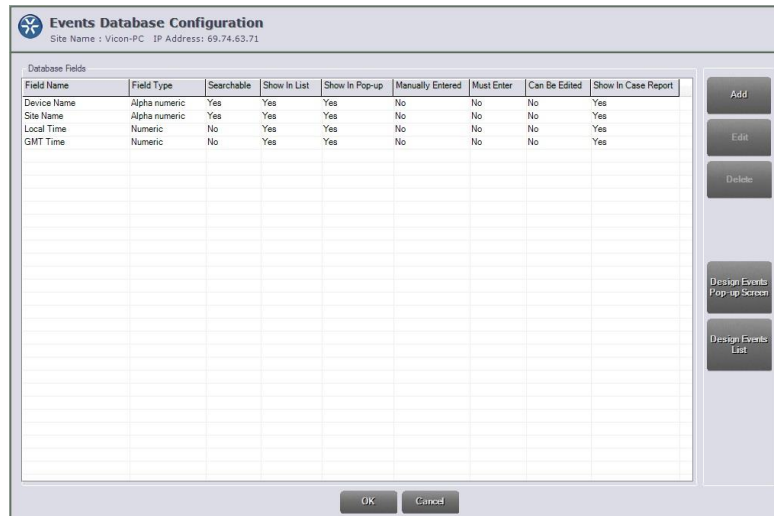 Events Database Configuration
Site Name : Vicon-PC IP Address: 69.74.63.71
Database Fields
Field Name Field Type Searchable Show In List Show In Pop-up Manually Entered Must Enter Can Be Edited Show In Case Report
Device Name Alpha numeric Yes Yes Yes No No No Yes
Site Name Alpha numeric Yes Yes Yes No No No Yes
Local Time Numeric No Yes Yes No No No Yes
GMT Time Numeric No Yes Yes No No No Yes
Add
Edit
Delete
Design Events
Pop-up Screen
Design Events
List
OK Cancel